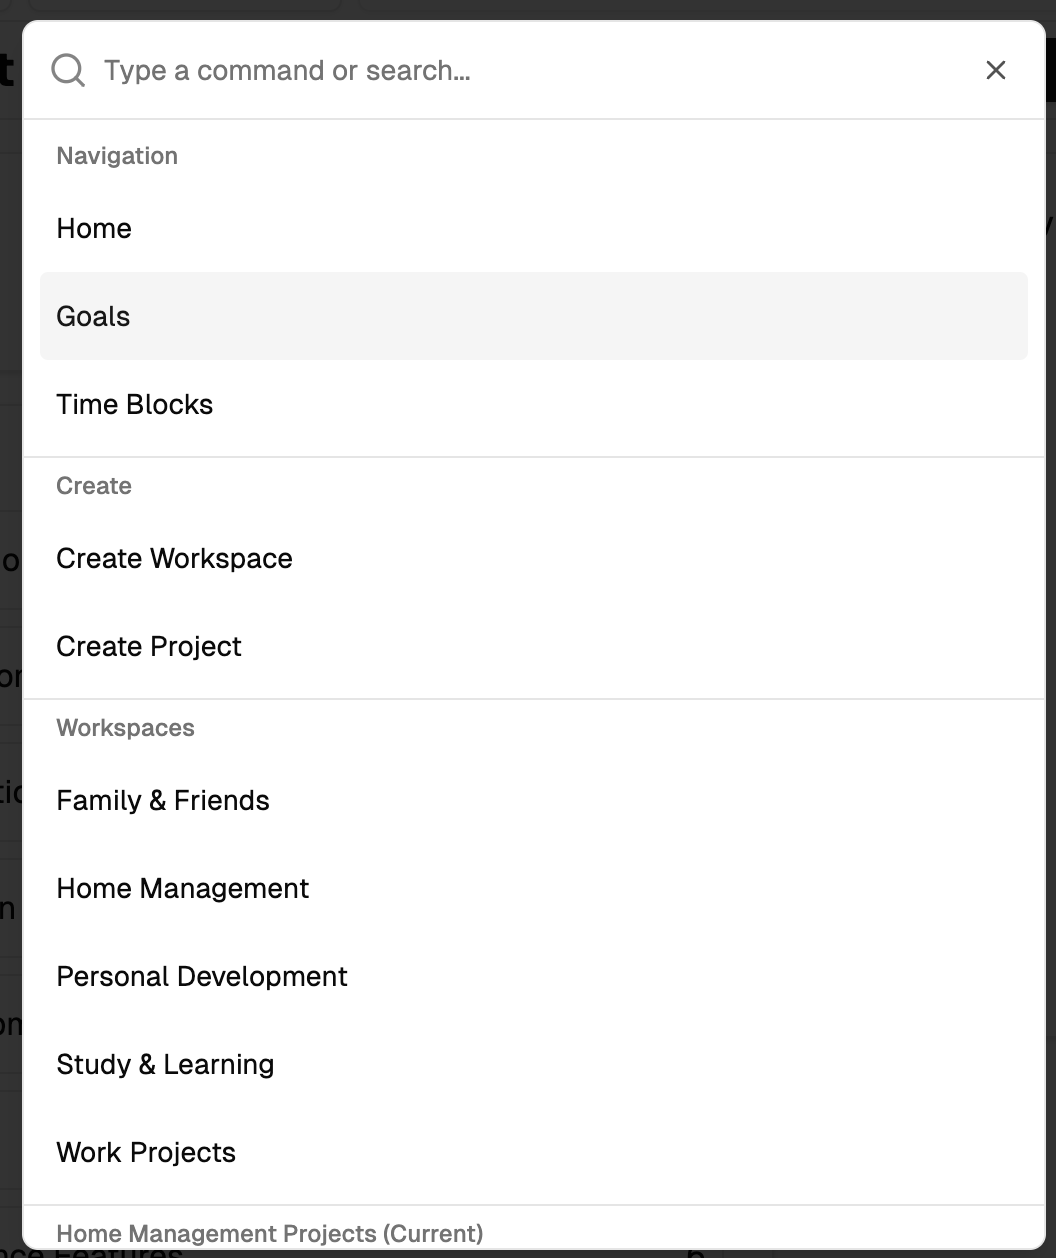 Type a command or search...
Navigation
Home
Goals
Time Blocks
Create
Create Workspace
Create Project
Workspaces
Family & Friends
Home Management
Personal Development
Study & Learning
Work Projects
Home Management Projects (Current)